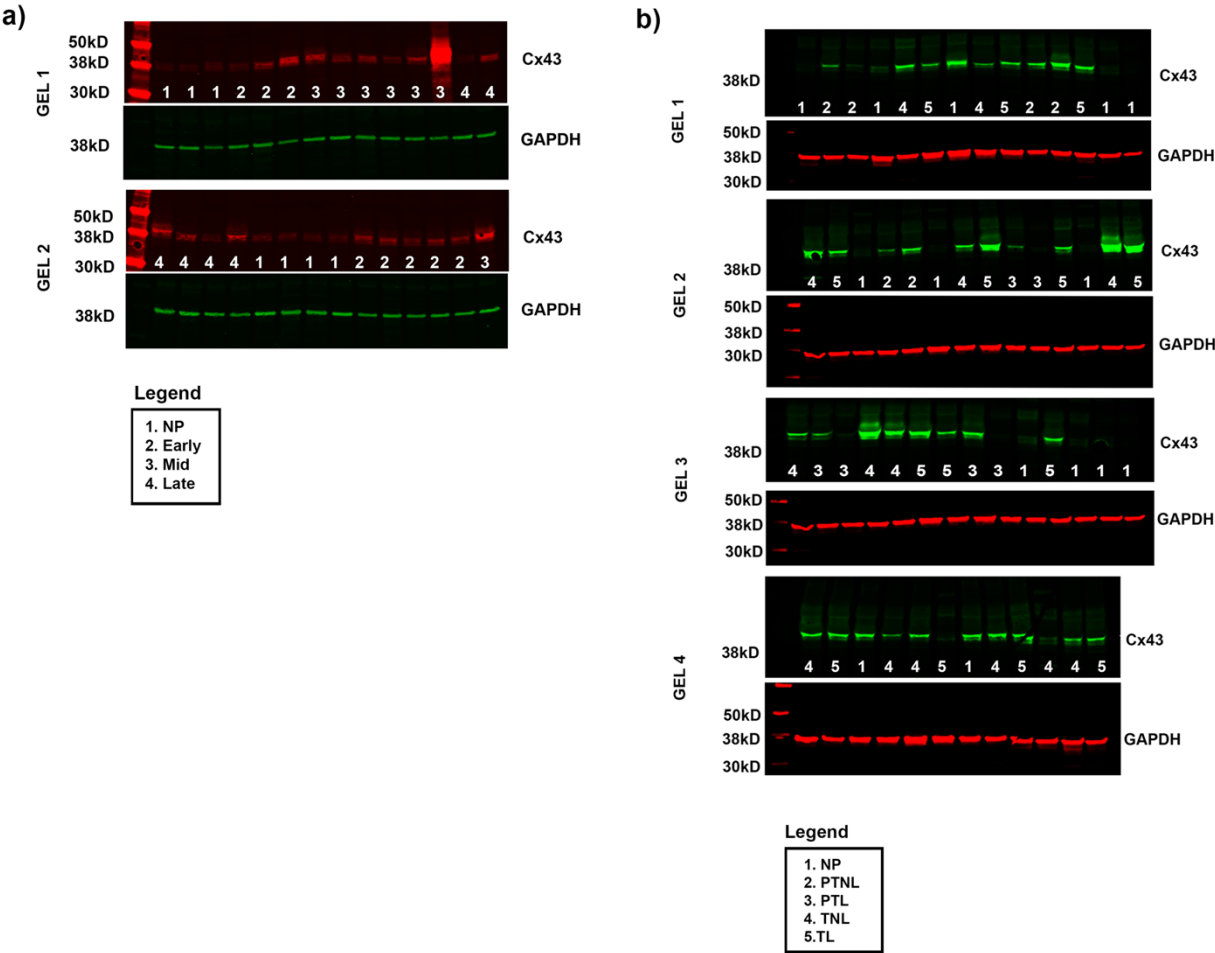 a)
GEL 1
50kD
38kD
30kD
Cx43
1 1 1 2 2 2 3 3 3 3 3 3 4 4
38kD
GAPDH
GEL 2
50kD
38kD
30kD
Cx43
4 4 4 4 1 1 1 1 2 2 2 2 2 3
38kD
GAPDH
Legend
1. NP
2. Early
3. Mid
4. Late
b)
GEL 1
38kD
Cx43
1 2 2 1 4 5 1 4 2 2 2 5 1 1
50kD
38kD
30kD
GAPDH
GEL 2
38kD
Cx43
4 5 1 2 2 1 4 5 3 3 5 1 4 5
50kD
38kD
30kD
GAPDH
GEL 3
38kD
Cx43
4 3 3 4 4 5 5 3 3 1 5 1 1 1
50kD
38kD
30kD
GAPDH
GEL 4
38kD
Cx43
4 5 1 4 4 5 1 4 5 4 4 5
50kD
38kD
30kD
GAPDH
Legend
1. NP
2. PTNL
3. PTL
4. TNL
5.TL